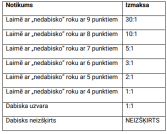 Notikums Izmaksa
Laimē ar „nedabisko” roku ar 9 punktiem 30:1
Laimē ar „nedabisko” roku ar 8 punktiem 10:1
Laimē ar „nedabisko” roku ar 7 punktiem 5:1
Laimē ar „nedabisko” roku ar 6 punktiem 3:1
Laimē ar „nedabisko” roku ar 5 punktiem 2:1
Laimē ar „nedabisko” roku ar 4 punktiem 1:1
Dabiska uzvara 1:1
Dabisks neizšķirts NEIZŠĶIRTS